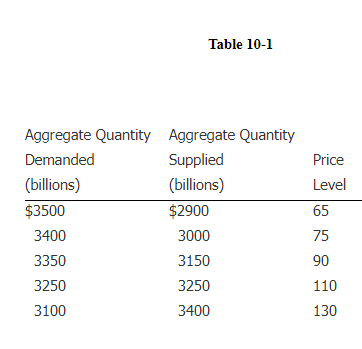 Table 10-1
Aggregate Quantity Aggregate Quantity
Demanded Supplied Price
(billions) (billions) Level
$3500 $2900 65
3400 3000 75
3350 3150 90
3250 3250 110
3100 3400 130